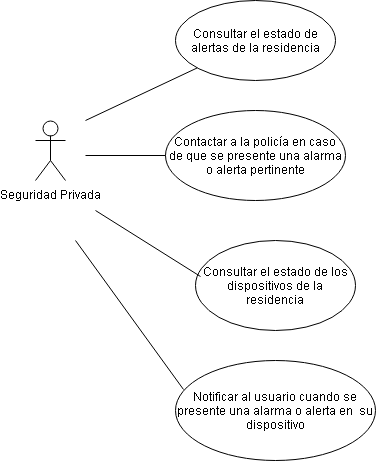 Consultar el estado de
alertas de la residencia
Contactar a la policía en caso
de que se presente una alarma
o alerta pertinente
Seguridad Privada
Consultar el estado de los
dispositivos de la
residencia
Notificar al usuario cuando se
presente una alarma o alerta en su
dispositivo